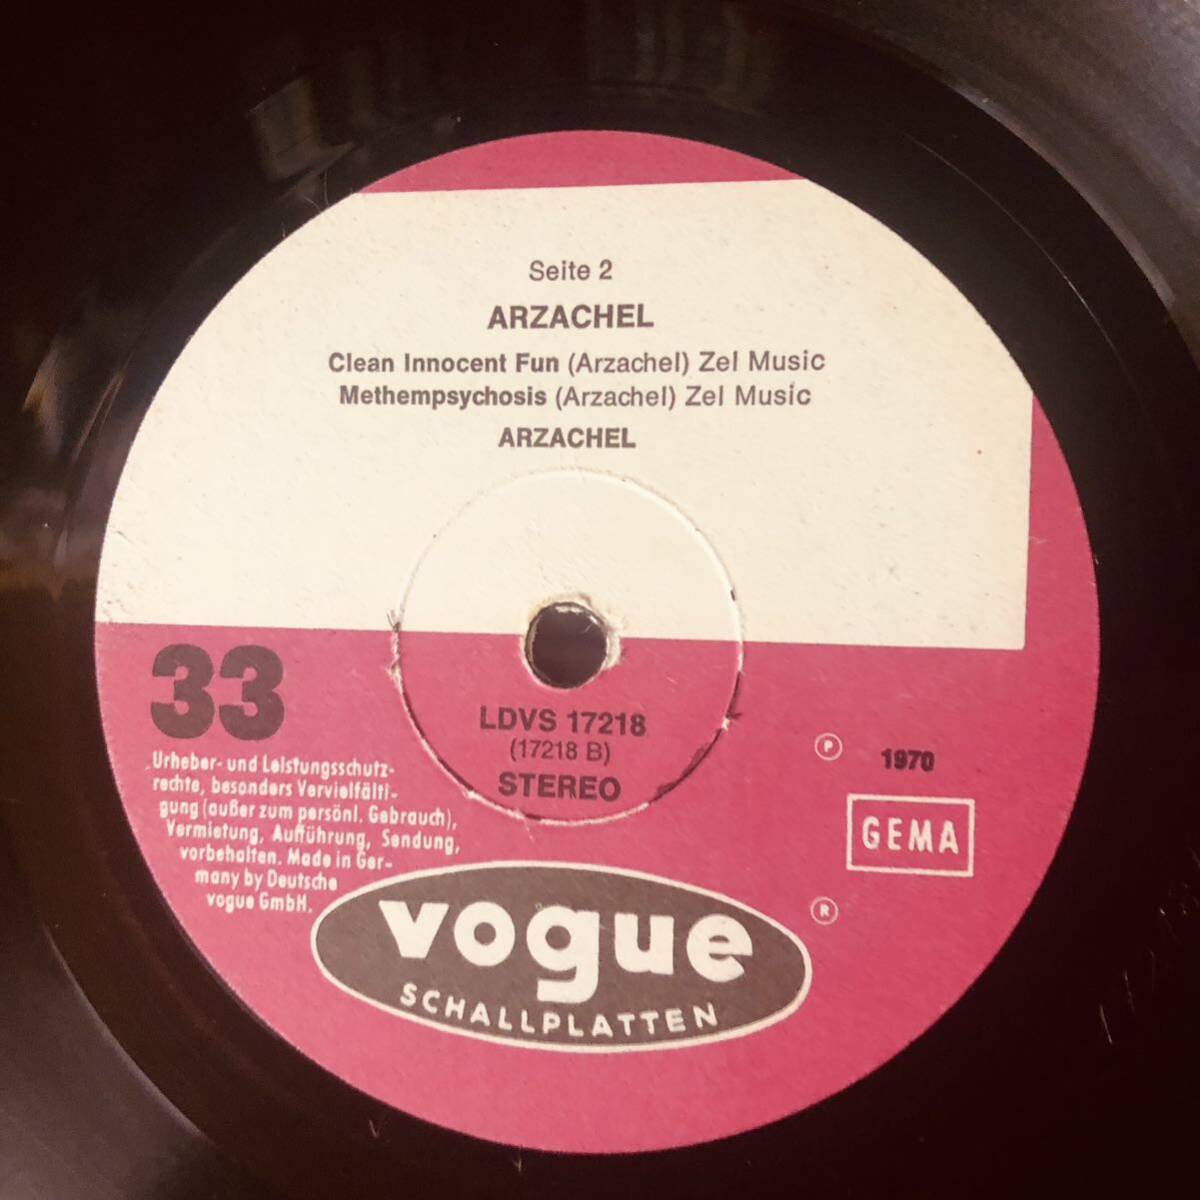 Seite 2
ARZACHEL
Clean Innocent Fun (Arzachel) Zel Music
Methempsychosis (Arzachel) Zel Music
ARZACHEL
33
LDVS 17218
(17218 B)
STEREO
Urheber- und Leistungsschutz-
rechte, besonders Vervielfälti-
gung (außer zum persönl. Gebrauch),
Vermietung, Aufführung, Sendung,
vorbehalten. Made in Ger-
many by Deutsche
vogue GmbH.
Ⓟ 1970
GEMA
®
vogue
SCHALLPLATTEN